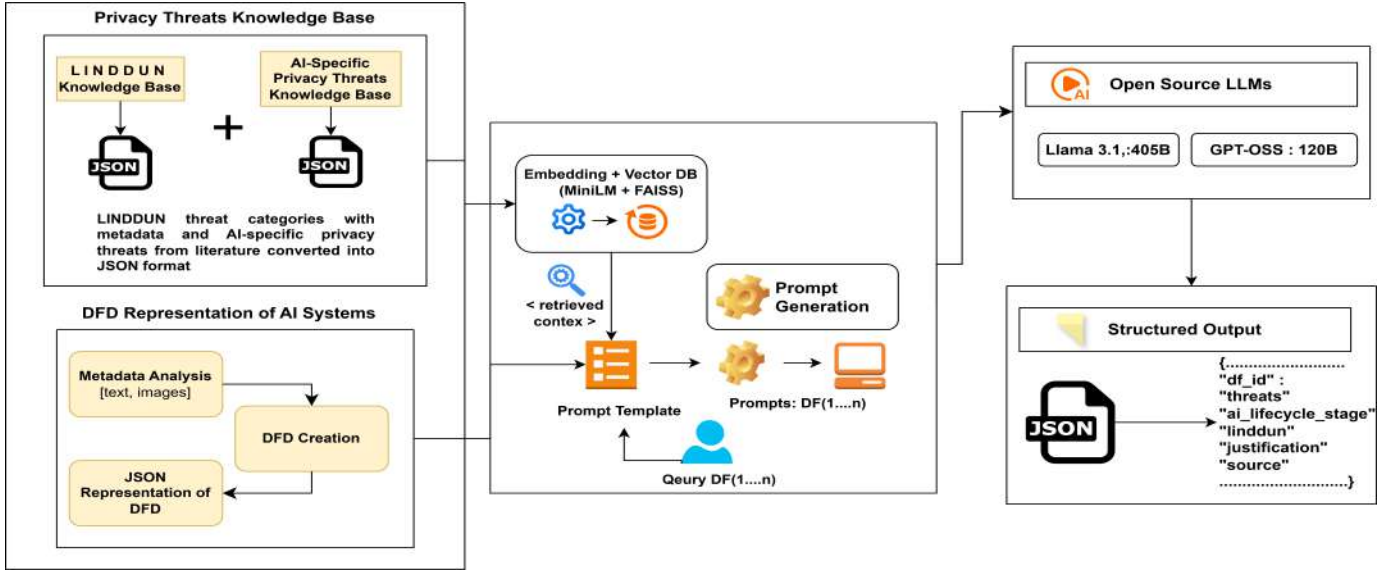 Privacy Threats Knowledge Base
L I N D D U N
Knowledge Base
AI-Specific
Privacy Threats
Knowledge Base
+
JSON
JSON
LINDDUN threat categories with
metadata and AI-specific privacy
threats from literature converted into
JSON format
DFD Representation of AI Systems
Metadata Analysis
[text, images]
DFD Creation
JSON
Representation of
DFD
Embedding + Vector DB
(MiniLM + FAISS)
< retrieved
contex >
Prompt
Generation
Prompt Template
Prompts: DF(1....n)
Qeury DF(1....n)
AI
Open Source LLMs
Llama 3.1,:405B
GPT-OSS : 120B
Structured Output
JSON
{.........................
"df_id" :
"threats"
"ai_lifecycle_stage"
"linddun"
"justification"
"source"
............................}